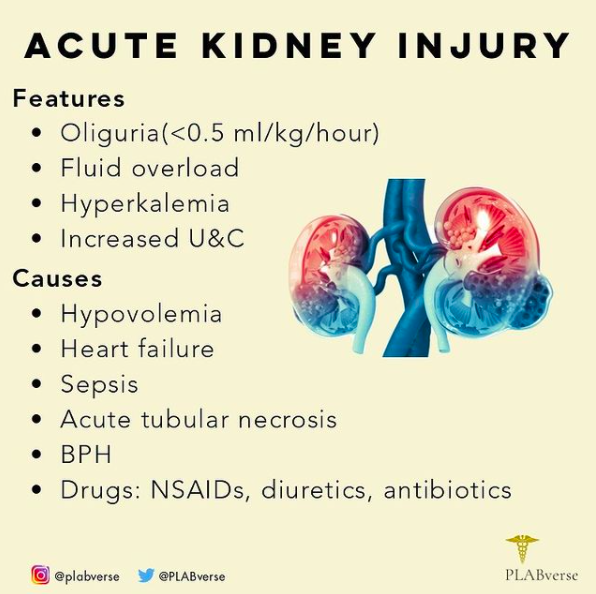 ACUTE KIDNEY INJURY
Features
• Oliguria(<0.5 ml/kg/hour)
• Fluid overload
• Hyperkalemia
• Increased U&C
Causes
• Hypovolemia
• Heart failure
• Sepsis
• Acute tubular necrosis
• BPH
• Drugs: NSAIDs, diuretics, antibiotics
@plabverse @PLABverse
PLABverse